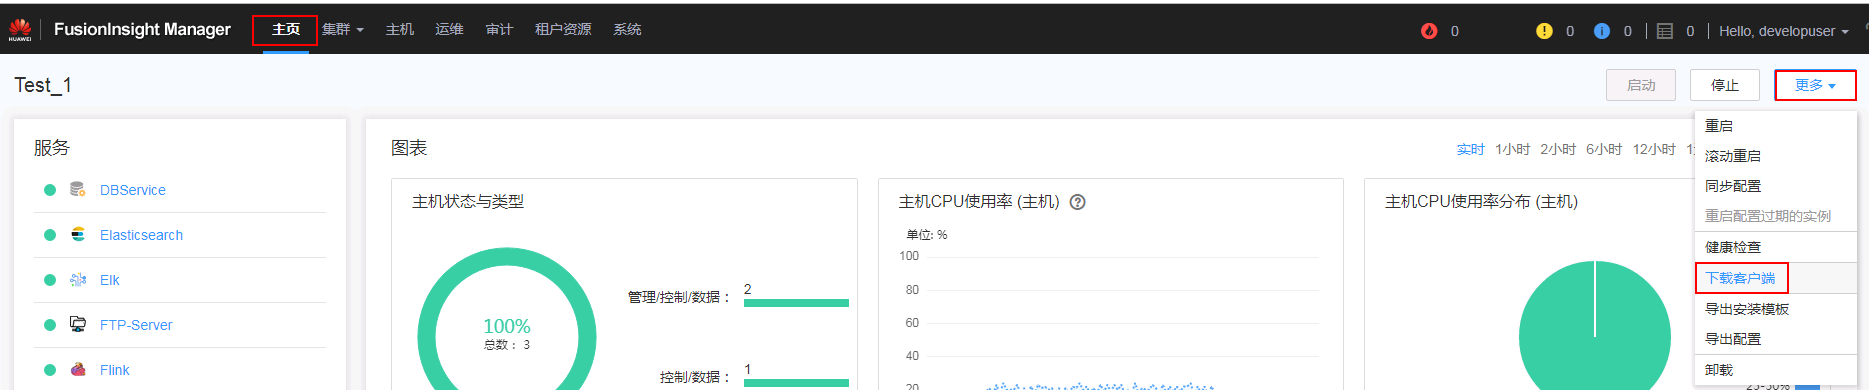 HUAWEI FusionInsight Manager 主页 集群 主机 运维 审计 租户资源 系统 0 0 0 0 Hello, developuser
Test_1 启动 停止 更多
服务
DBService
Elasticsearch
Elk
FTP-Server
Flink
图表 实时 1小时 2小时 6小时 12小时
主机状态与类型
100%
总数： 3
管理/控制/数据： 2
控制/数据： 1
主机CPU使用率 (主机) ?
单位: %
100
80
60
40
20
主机CPU使用率分布 (主机)
重启
滚动重启
同步配置
重启配置过期的实例
健康检查
下载客户端
导出安装模板
导出配置
卸载